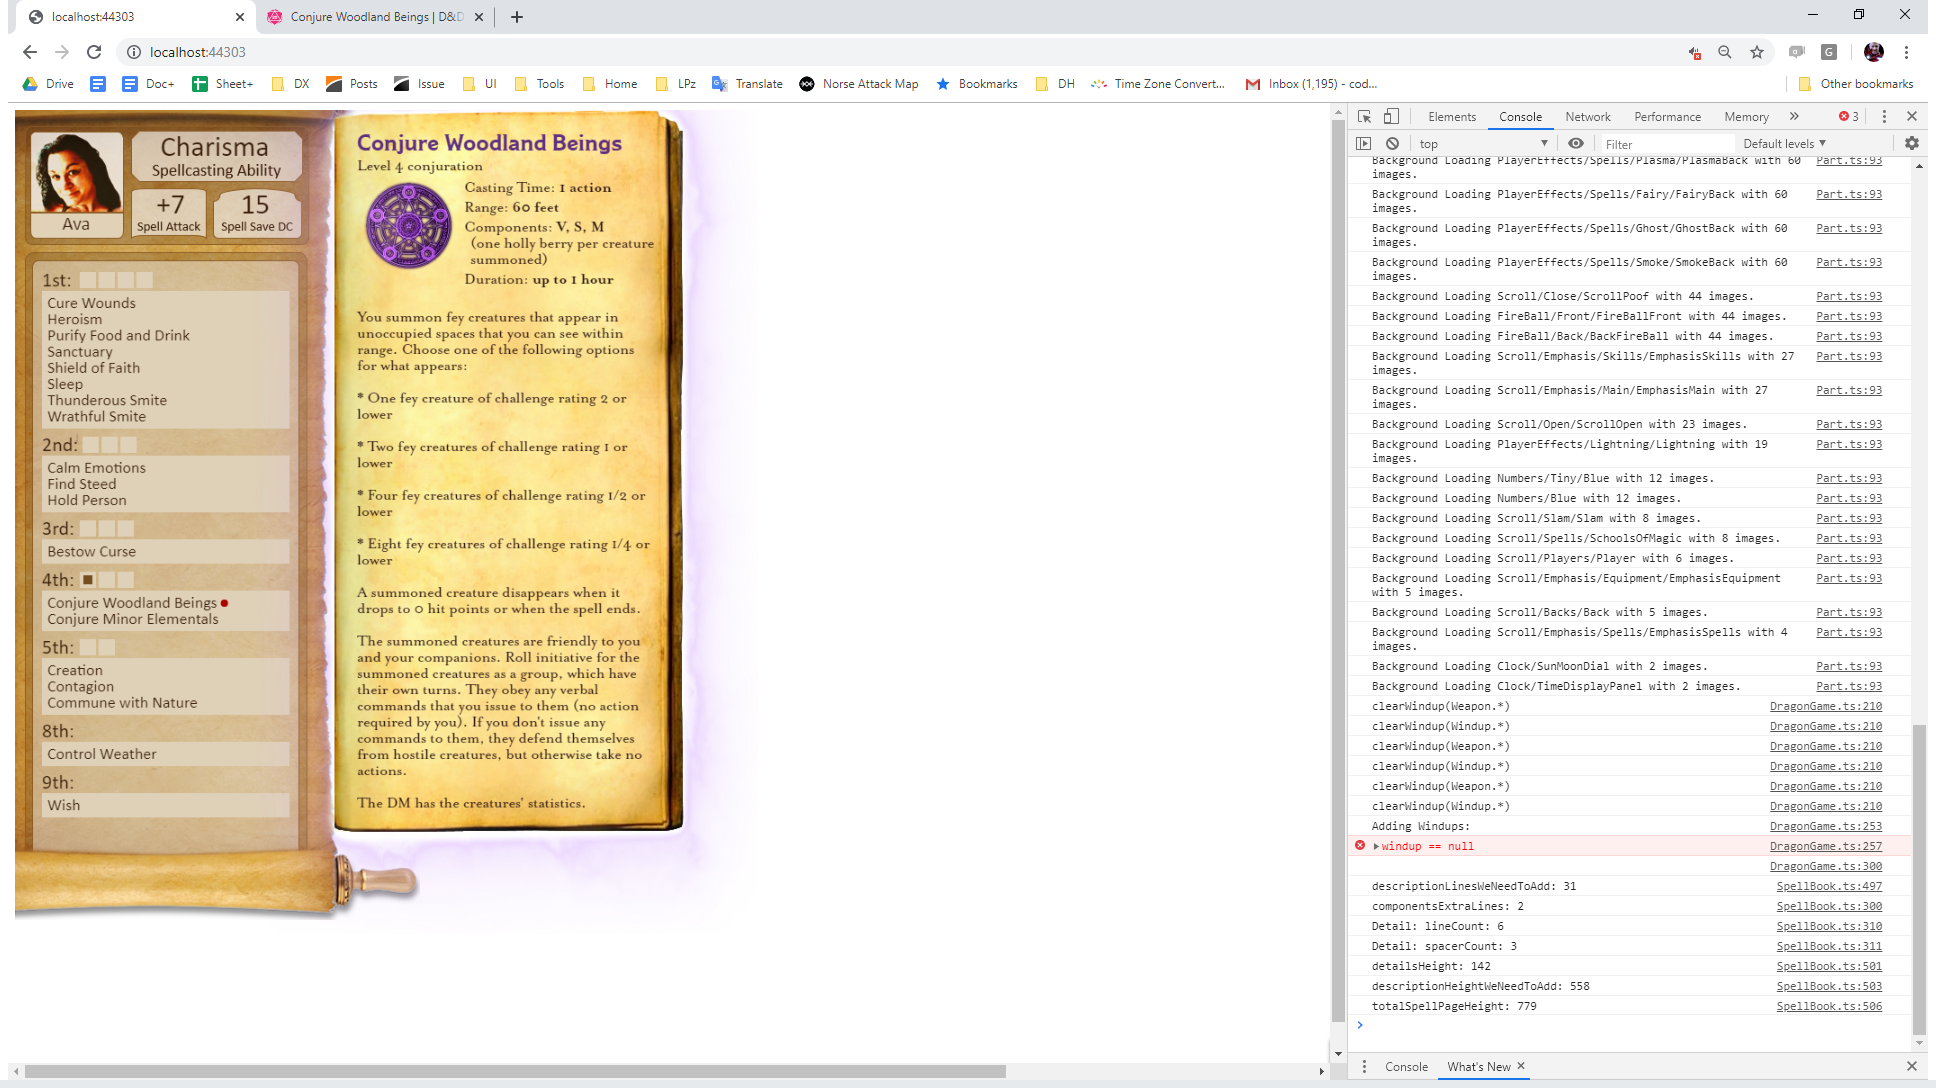 localhost:44303
Conjure Woodland Beings | D&D
localhost:44303
Drive
Doc+
Sheet+
DX
Posts
Issue
UI
Tools
Home
LPz
Translate
Norse Attack Map
Bookmarks
DH
Time Zone Convert...
Inbox (1,195) - cod...
Other bookmarks
Charisma
Spellcasting Ability
Ava
+7
Spell Attack
15
Spell Save DC
1st:
Cure Wounds
Heroism
Purify Food and Drink
Sanctuary
Shield of Faith
Sleep
Thunderous Smite
Wrathful Smite
2nd:
Calm Emotions
Find Steed
Hold Person
3rd:
Bestow Curse
4th:
Conjure Woodland Beings
Conjure Minor Elementals
5th:
Creation
Contagion
Commune with Nature
8th:
Control Weather
9th:
Wish
Conjure Woodland Beings
Level 4 conjuration
Casting Time: 1 action
Range: 60 feet
Components: V, S, M
(one holly berry per creature
summoned)
Duration: up to 1 hour
You summon fey creatures that appear in
unoccupied spaces that you can see within
range. Choose one of the following options
for what appears:
* One fey creature of challenge rating 2 or
lower
* Two fey creatures of challenge rating 1 or
lower
* Four fey creatures of challenge rating 1/2 or
lower
* Eight fey creatures of challenge rating 1/4 or
lower
A summoned creature disappears when it
drops to 0 hit points or when the spell ends.
The summoned creatures are friendly to you
and your companions. Roll initiative for the
summoned creatures as a group, which have
their own turns. They obey any verbal
commands that you issue to them (no action
required by you). If you don't issue any
commands to them, they defend themselves
from hostile creatures, but otherwise take no
actions.
The DM has the creatures' statistics.
Elements
Console
Network
Performance
Memory
3
top
Filter
Default levels
Background Loading PlayerEffects/Spells/Plasma/PlasmaBack with 60 Part.ts:93
images.
Background Loading PlayerEffects/Spells/Fairy/FairyBack with 60 Part.ts:93
images.
Background Loading PlayerEffects/Spells/Ghost/GhostBack with 60 Part.ts:93
images.
Background Loading PlayerEffects/Spells/Smoke/SmokeBack with 60 Part.ts:93
images.
Background Loading Scroll/Close/ScrollPoof with 44 images. Part.ts:93
Background Loading FireBall/Front/FireBallFront with 44 images. Part.ts:93
Background Loading FireBall/Back/BackFireBall with 44 images. Part.ts:93
Background Loading Scroll/Emphasis/Skills/EmphasisSkills with 27 Part.ts:93
images.
Background Loading Scroll/Emphasis/Main/EmphasisMain with 27 Part.ts:93
images.
Background Loading Scroll/Open/ScrollOpen with 23 images. Part.ts:93
Background Loading PlayerEffects/Lightning/Lightning with 19 Part.ts:93
images.
Background Loading Numbers/Tiny/Blue with 12 images. Part.ts:93
Background Loading Numbers/Blue with 12 images. Part.ts:93
Background Loading Scroll/Slam/Slam with 8 images. Part.ts:93
Background Loading Scroll/Spells/SchoolsOfMagic with 8 images. Part.ts:93
Background Loading Scroll/Players/Player with 6 images. Part.ts:93
Background Loading Scroll/Emphasis/Equipment/EmphasisEquipment Part.ts:93
with 5 images.
Background Loading Scroll/Backs/Back with 5 images. Part.ts:93
Background Loading Scroll/Emphasis/Spells/EmphasisSpells with 4 Part.ts:93
images.
Background Loading Clock/SunMoonDial with 2 images. Part.ts:93
Background Loading Clock/TimeDisplayPanel with 2 images. Part.ts:93
clearWindup(Weapon.*) DragonGame.ts:210
clearWindup(Windup.*) DragonGame.ts:210
clearWindup(Weapon.*) DragonGame.ts:210
clearWindup(Windup.*) DragonGame.ts:210
clearWindup(Weapon.*) DragonGame.ts:210
clearWindup(Windup.*) DragonGame.ts:210
Adding Windups: DragonGame.ts:253
windup == null DragonGame.ts:257
DragonGame.ts:300
descriptionLinesWeNeedToAdd: 31 SpellBook.ts:497
componentsExtraLines: 2 SpellBook.ts:300
Detail: lineCount: 6 SpellBook.ts:310
Detail: spacerCount: 3 SpellBook.ts:311
detailsHeight: 142 SpellBook.ts:501
descriptionHeightWeNeedToAdd: 558 SpellBook.ts:503
totalSpellPageHeight: 779 SpellBook.ts:506
Console
What's New